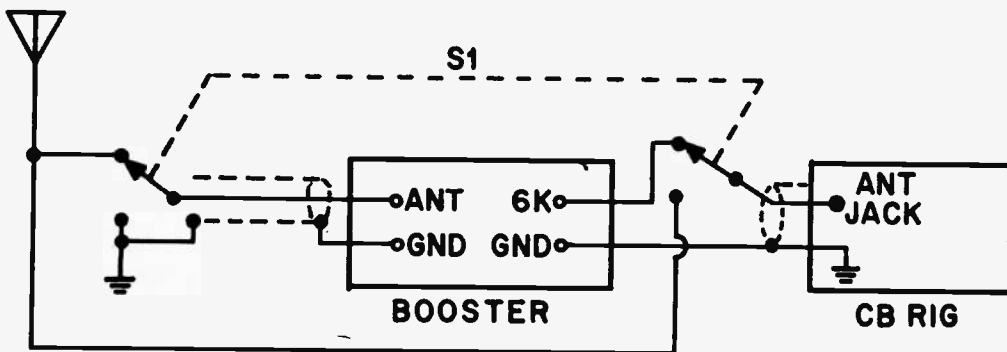 S1
ANT 6K
GND GND
BOOSTER
ANT
JACK
CB RIG